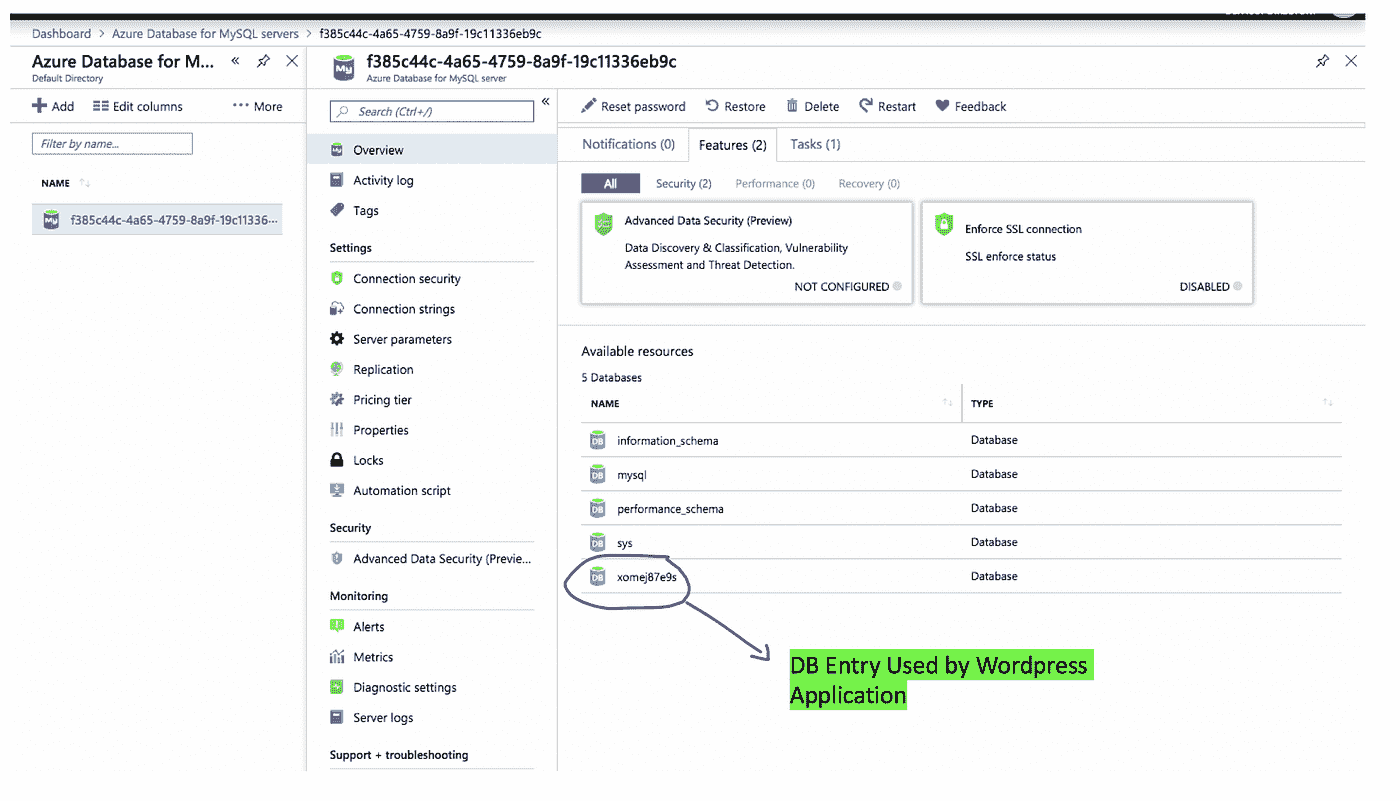 Dashboard > Azure Database for MySQL servers > f385c44c-4a65-4759-8a9f-19c11336eb9c
Azure Database for M... «
Default Directory
Add Edit columns ··· More
Filter by name...
NAME
f385c44c-4a65-4759-8a9f-19c11336···
f385c44c-4a65-4759-8a9f-19c11336eb9c
Azure Database for MySQL server
Search (Ctrl+/) «
Overview
Activity log
Tags
Settings
Connection security
Connection strings
Server parameters
Replication
Pricing tier
Properties
Locks
Automation script
Security
Advanced Data Security (Previe...
Monitoring
Alerts
Metrics
Diagnostic settings
Server logs
Support + troubleshooting
Reset password Restore Delete Restart Feedback
Notifications (0) Features (2) Tasks (1)
All Security (2) Performance (0) Recovery (0)
Advanced Data Security (Preview)
Data Discovery & Classification, Vulnerability
Assessment and Threat Detection.
NOT CONFIGURED
Enforce SSL connection
SSL enforce status
DISABLED
Available resources
5 Databases
NAME TYPE
information_schema Database
mysql Database
performance_schema Database
sys Database
xomej87e9s Database
DB Entry Used by Wordpress
Application